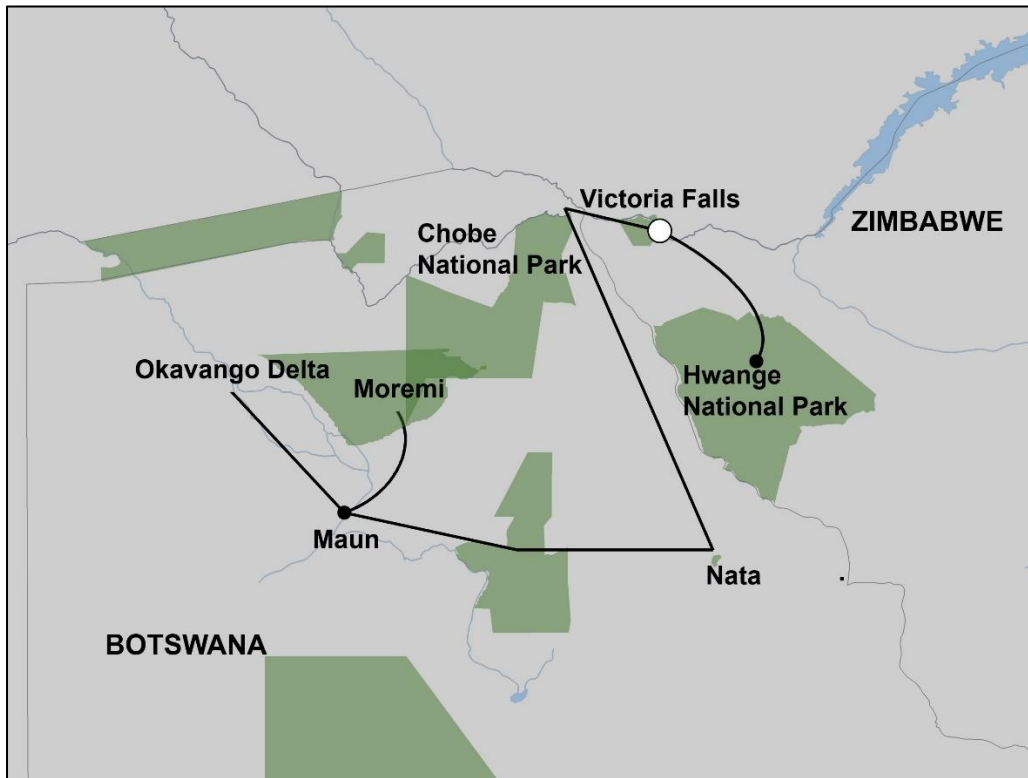 Victoria Falls
ZIMBABWE
Chobe
National Park
Okavango Delta
Moremi
Hwange
National Park
Maun
Nata
BOTSWANA